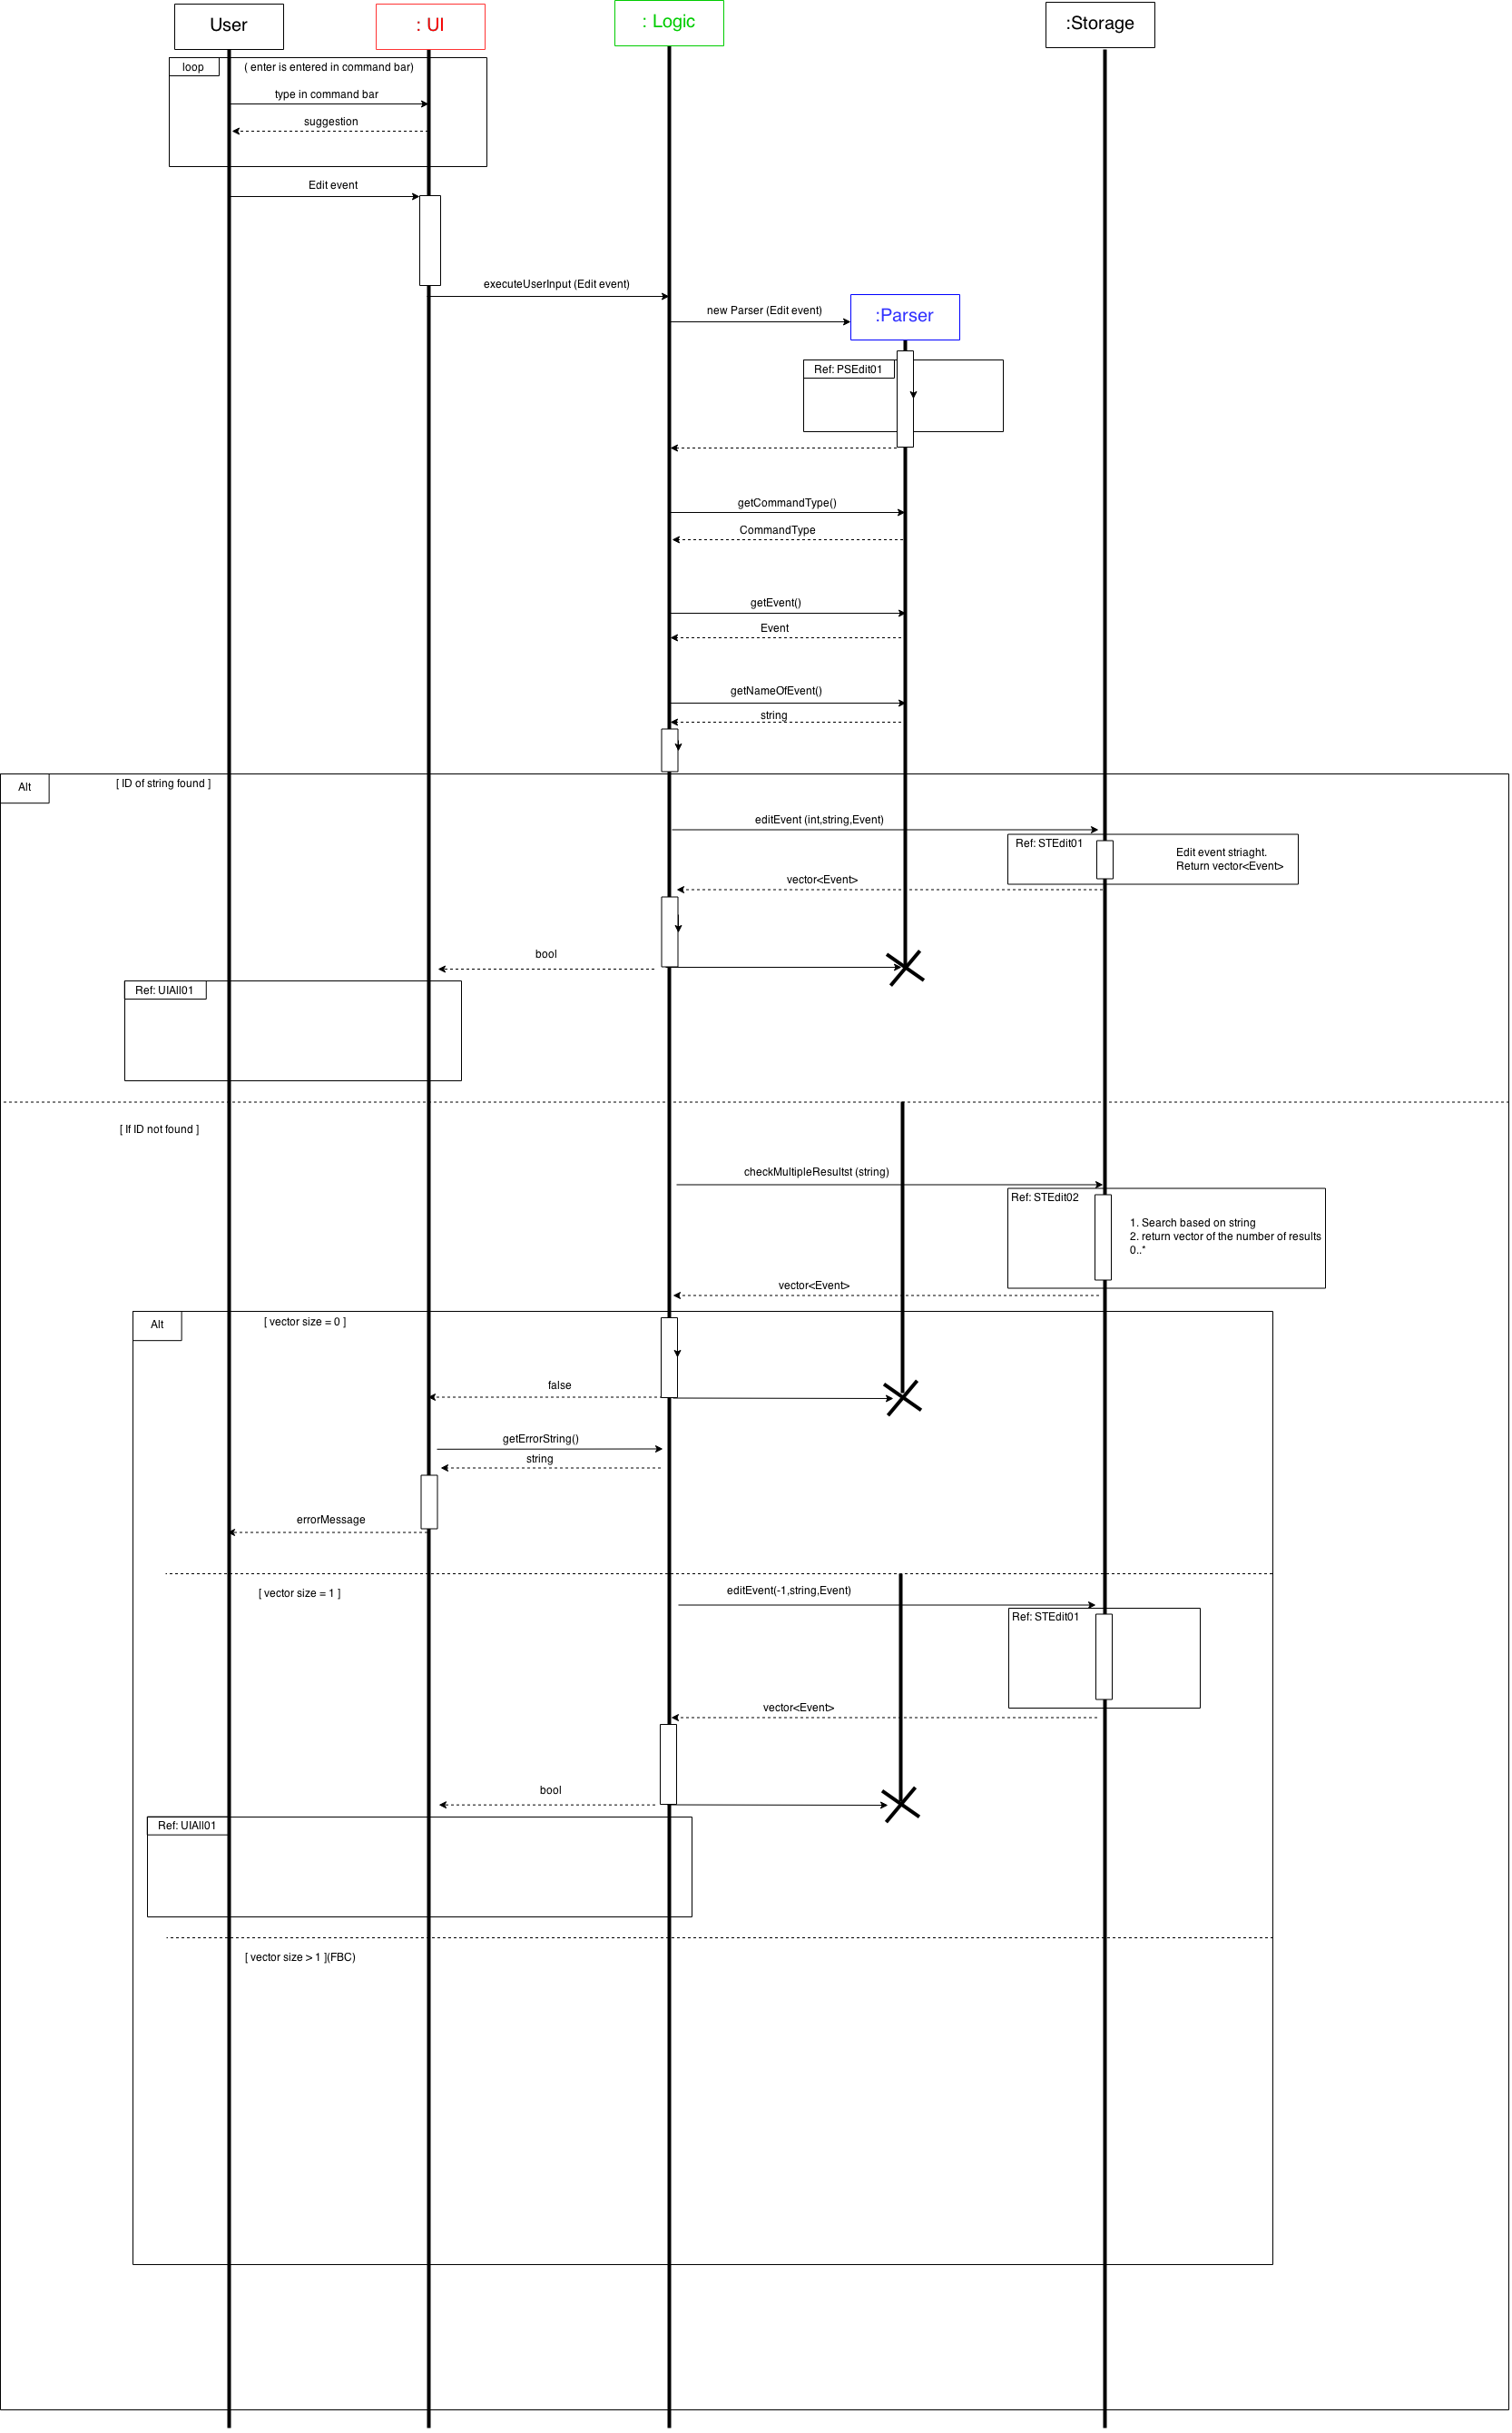 User
: UI
: Logic
:Storage
loop
( enter is entered in command bar)
type in command bar
suggestion
Edit event
executeUserInput (Edit event)
new Parser (Edit event)
:Parser
Ref: PSEdit01
getCommandType()
CommandType
getEvent()
Event
getNameOfEvent()
string
Alt
[ ID of string found ]
editEvent (int,string,Event)
Ref: STEdit01
Edit event striaght.
Return vector<Event>
vector<Event>
bool
Ref: UIAll01
[ If ID not found ]
checkMultipleResultst (string)
Ref: STEdit02
1. Search based on string
2. return vector of the number of results
0..*
vector<Event>
Alt
[ vector size = 0 ]
false
getErrorString()
string
errorMessage
[ vector size = 1 ]
editEvent(-1,string,Event)
Ref: STEdit01
vector<Event>
bool
Ref: UIAll01
[ vector size > 1 ](FBC)